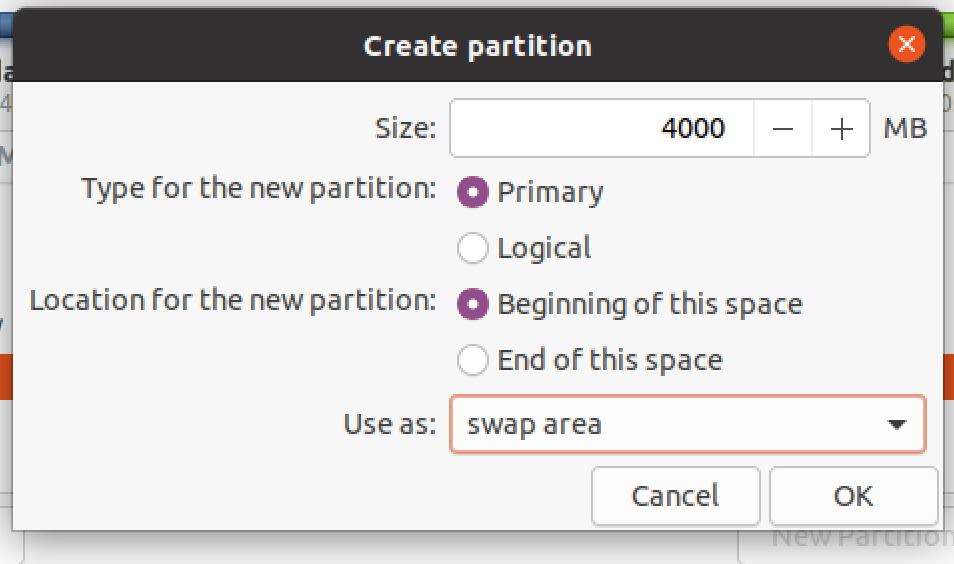 Create partition
Size: 4000 MB
Type for the new partition: Primary
Logical
Location for the new partition: Beginning of this space
End of this space
Use as: swap area
Cancel OK
New Partition